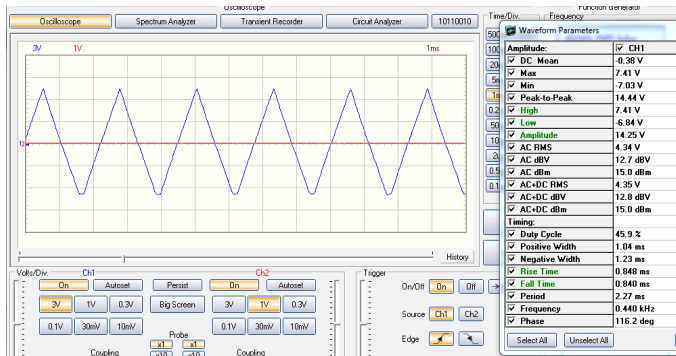 Oscilloscope
Function Generator
Oscilloscope Spectrum Analyzer Transient Recorder Circuit Analyzer 10110010
Time/Div. Frequency
3V 1V 1ms
Waveform Parameters
Amplitude: CH1
DC Mean -0.38 V
Max 7.41 V
Min -7.03 V
Peak-to-Peak 14.44 V
High 7.41 V
Low -6.84 V
Amplitude 14.25 V
AC RMS 4.34 V
AC dBV 12.7 dBV
AC dBm 15.0 dBm
AC+DC RMS 4.35 V
AC+DC dBV 12.8 dBV
AC+DC dBm 15.0 dBm
Timing:
Duty Cycle 45.9 %
Positive Width 1.04 ms
Negative Width 1.23 ms
Rise Time 0.848 ms
Fall Time 0.840 ms
Period 2.27 ms
Frequency 0.440 kHz
Phase 116.2 deg
Select All Unselect All
History
Volts/Div. Ch1 Ch2
On Autoset Persist On Autoset
3V 1V 0.3V Big Screen 3V 1V 0.3V
0.1V 30mV 10mV 0.1V 30mV 10mV
Probe
x1 x1
x10 x10
Coupling Coupling
Trigger
On/Off On Off
Source Ch1 Ch2
Edge